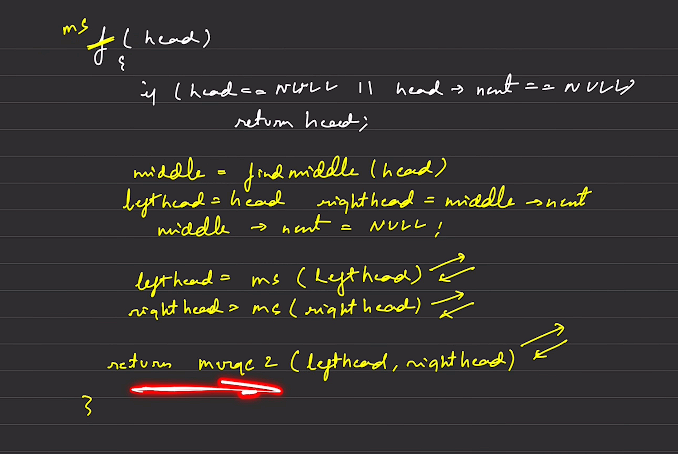 ms f ( head)
{
if (head == NULL || head → next == NULL)
return head;
middle = findmiddle (head)
lefthead = head righthead = middle → next
middle → next = NULL;
lefthead = ms (lefthead)
righthead = ms (righthead)
return merge 2 (lefthead, righthead)
}